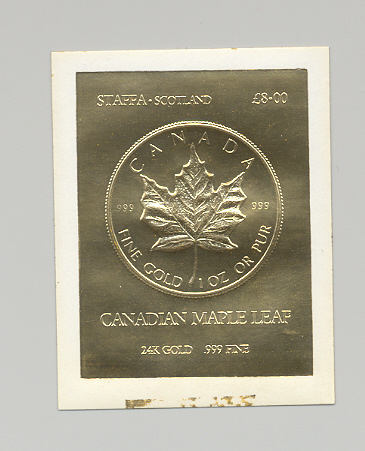 STAFFA · SCOTLAND £8·00
CANADA
999 999
FINE GOLD 1 OZ OR PUR
CANADIAN MAPLE LEAF
24K GOLD .999 FINE